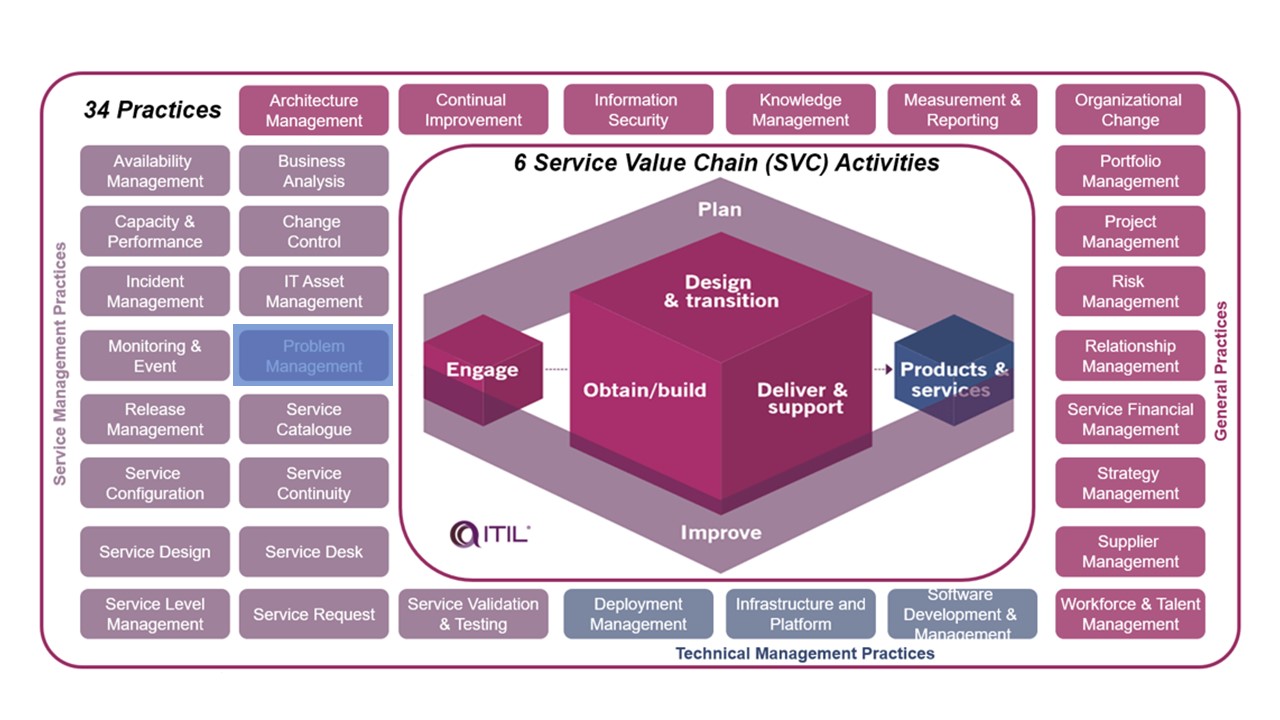 34 Practices
Architecture
Management
Continual
Improvement
Information
Security
Knowledge
Management
Measurement &
Reporting
Organizational
Change
Availability
Management
Business
Analysis
6 Service Value Chain (SVC) Activities
Portfolio
Management
Capacity &
Performance
Change
Control
Plan
Project
Management
Incident
Management
IT Asset
Management
Design
& transition
Risk
Management
Service Management Practices
Monitoring &
Event
Problem
Management
Engage
Obtain/build
Deliver &
support
Products &
services
Relationship
Management
General Practices
Release
Management
Service
Catalogue
Service Financial
Management
Service
Configuration
Service
Continuity
Strategy
Management
Service Design
Service Desk
ITIL®
Improve
Supplier
Management
Service Level
Management
Service Request
Service Validation
& Testing
Deployment
Management
Infrastructure and
Platform
Software
Development &
Management
Workforce & Talent
Management
Technical Management Practices